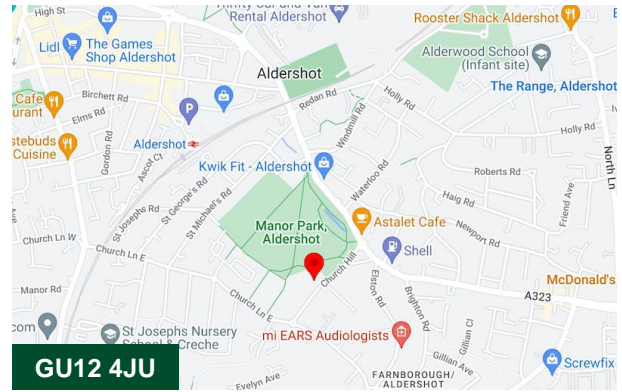 High St
Rental Aldershot
Rooster Shack Aldershot
Lidl
The Games
Shop Aldershot
Aldershot
Alderwood School
(Infant site)
The Range, Aldershot
Birchett Rd
Redan Rd
Holly Rd
Cafe
Elms Rd
Windmill Rd
Holly Rd
Cuisine
Gordon Rd
Ascot Ct
Aldershot
Kwik Fit - Aldershot
Waterloo Rd
Roberts Rd
North Ln
St Joseph's Rd
St George's Rd
St Michael's Rd
Haig Rd
Friend Ave
Church Ln W
Church Ln E
Manor Park,
Aldershot
Astalet Cafe
Newport Rd
Shell
Manor Rd
Church Hill
Elston Rd
Brighton Rd
McDonald's
A323
Church Ln E
com
St Josephs Nursery
School & Creche
mi EARS Audiologists
Gillian Cl
Gillian Ave
Evelyn Ave
FARNBOROUGH/
ALDERSHOT
Screwfix
GU12 4JU